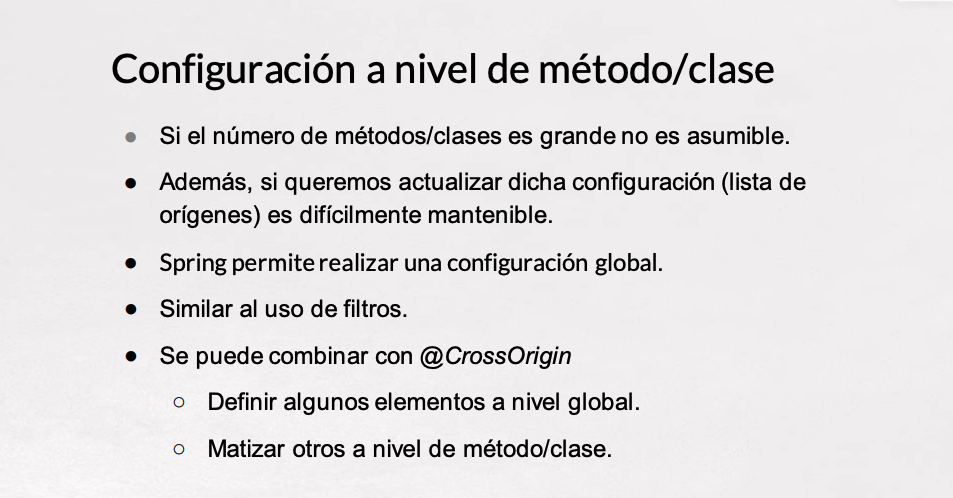 Configuración a nivel de método/clase
● Si el número de métodos/clases es grande no es asumible.
● Además, si queremos actualizar dicha configuración (lista de
orígenes) es difícilmente mantenible.
● Spring permite realizar una configuración global.
● Similar al uso de filtros.
● Se puede combinar con @CrossOrigin
○ Definir algunos elementos a nivel global.
○ Matizar otros a nivel de método/clase.